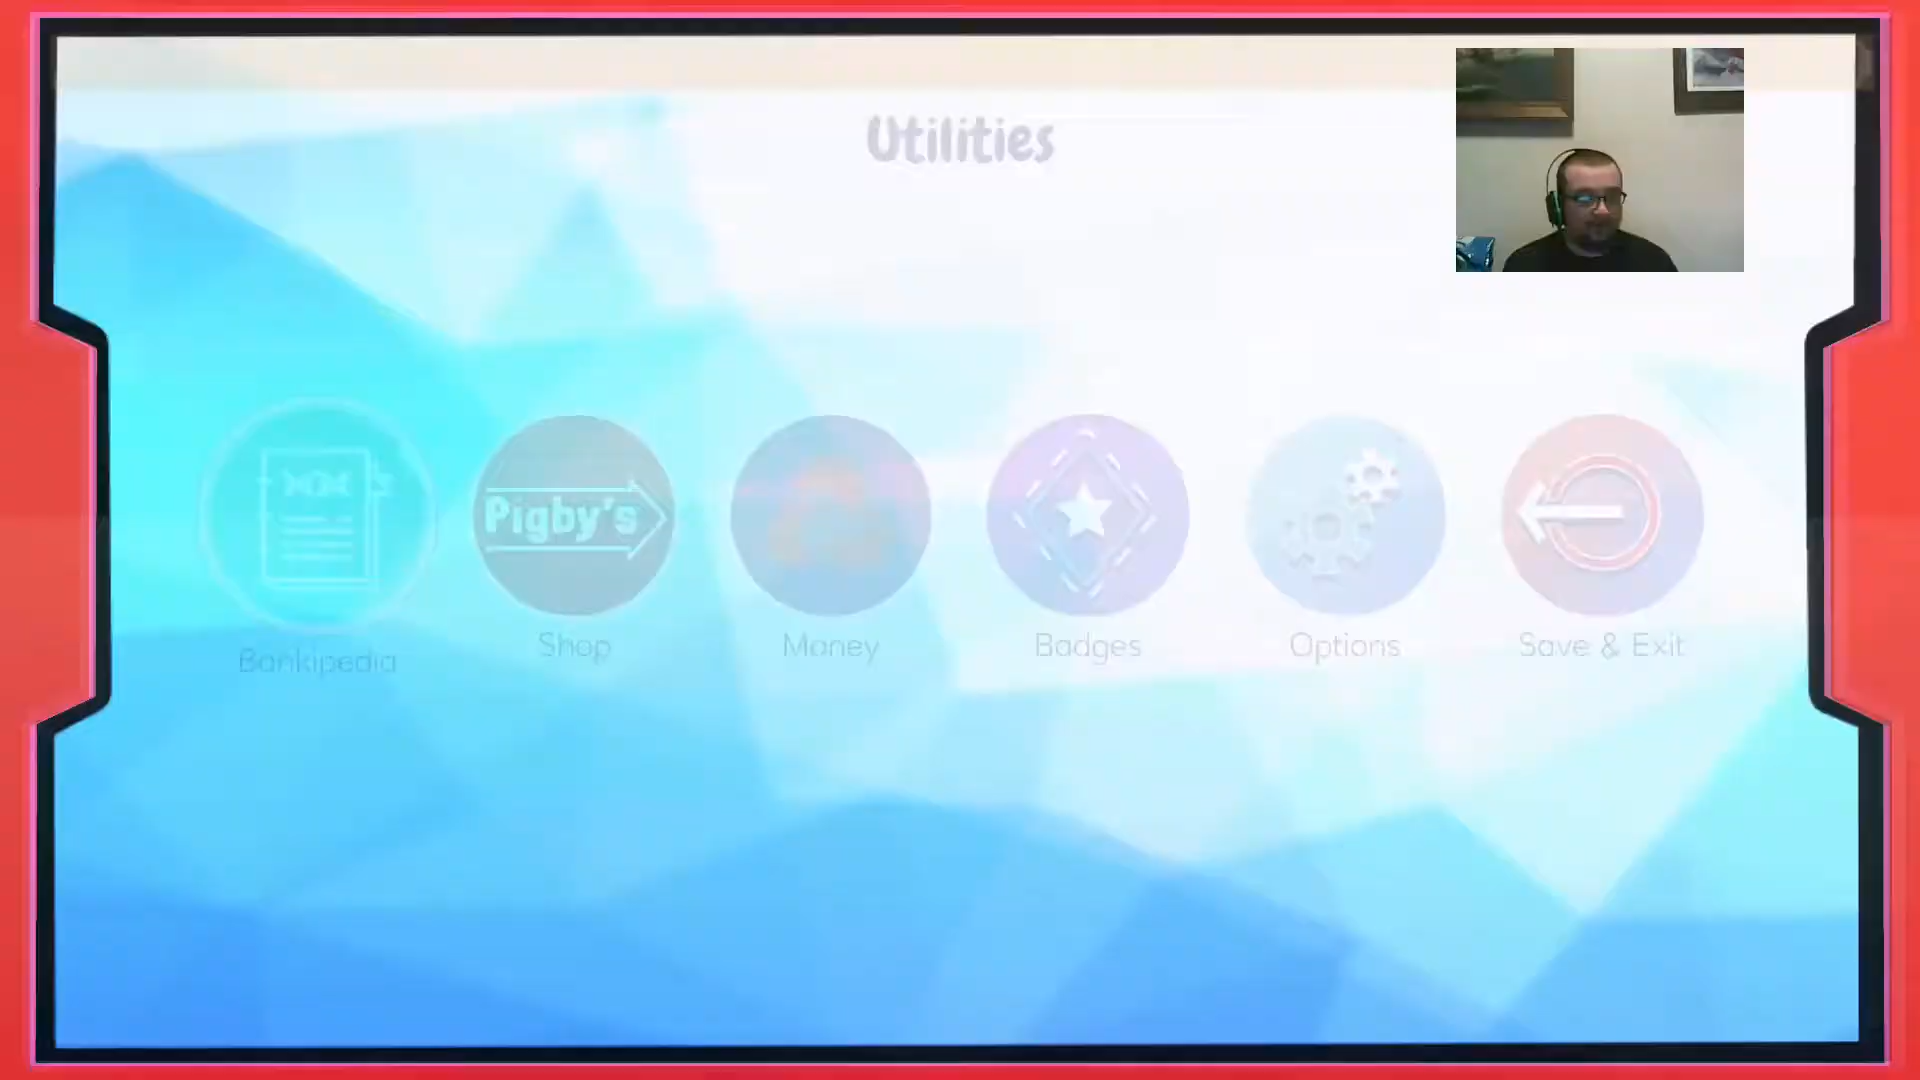 Utilities
Pigby's
Bankipedia
Shop
Money
Badges
Options
Save & Exit